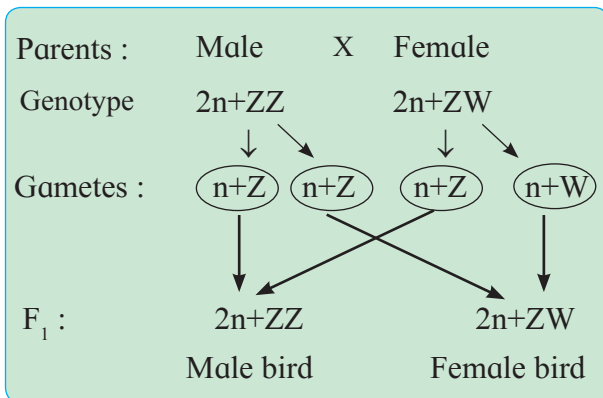 Parents : Male X Female
Genotype 2n+ZZ 2n+ZW
↓ ↘ ↓ ↘
Gametes : n+Z n+Z n+Z n+W
F₁ : 2n+ZZ 2n+ZW
Male bird Female bird